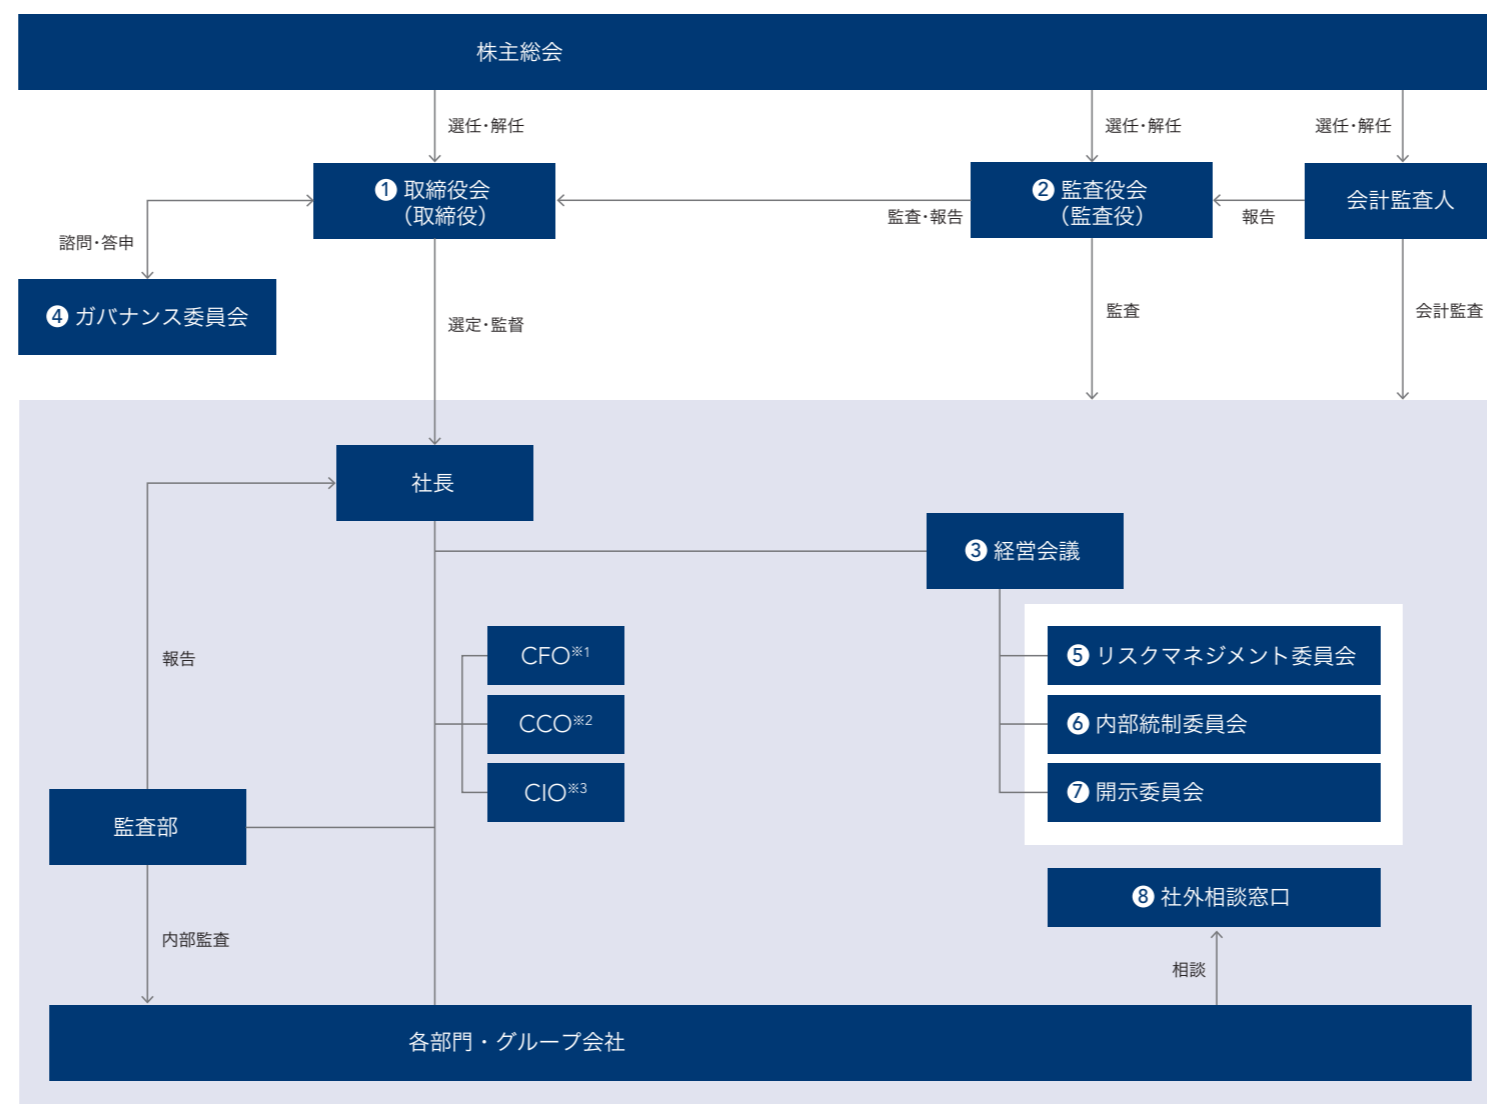 株主総会
選任・解任
選任・解任
選任・解任
❶ 取締役会
（取締役）
❷ 監査役会
（監査役）
会計監査人
監査・報告
報告
諮問・答申
❹ ガバナンス委員会
選定・監督
監査
会計監査
社長
❸ 経営会議
報告
CFO※1
❺ リスクマネジメント委員会
CCO※2
❻ 内部統制委員会
CIO※3
❼ 開示委員会
監査部
❽ 社外相談窓口
内部監査
相談
各部門・グループ会社